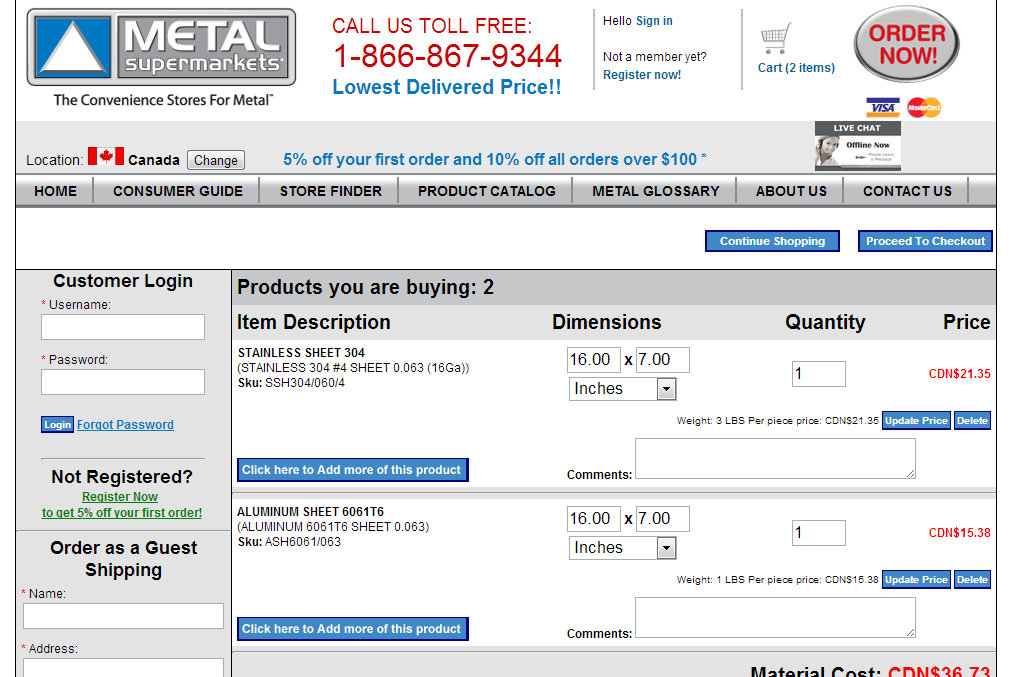 METAL
supermarkets
The Convenience Stores For Metal™
CALL US TOLL FREE:
1-866-867-9344
Lowest Delivered Price!!
Hello Sign in
Not a member yet?
Register now!
Cart (2 items)
ORDER
NOW!
VISA MasterCard
LIVE CHAT
Offline Now
Please Leave
a Message
Location: Canada Change
5% off your first order and 10% off all orders over $100 *
HOME CONSUMER GUIDE STORE FINDER PRODUCT CATALOG METAL GLOSSARY ABOUT US CONTACT US
Continue Shopping Proceed To Checkout
Customer Login
* Username:
* Password:
Login Forgot Password
Not Registered?
Register Now
to get 5% off your first order!
Order as a Guest
Shipping
* Name:
* Address:
Products you are buying: 2
Item Description Dimensions Quantity Price
STAINLESS SHEET 304
(STAINLESS 304 #4 SHEET 0.063 (16Ga))
Sku: SSH304/060/4
16.00 x 7.00
Inches
1
CDN$21.35
Weight: 3 LBS Per piece price: CDN$21.35 Update Price Delete
Click here to Add more of this product
Comments:
ALUMINUM SHEET 6061T6
(ALUMINUM 6061T6 SHEET 0.063)
Sku: ASH6061/063
16.00 x 7.00
Inches
1
CDN$15.38
Weight: 1 LBS Per piece price: CDN$15.38 Update Price Delete
Click here to Add more of this product
Comments:
Material Cost: CDN$36.73